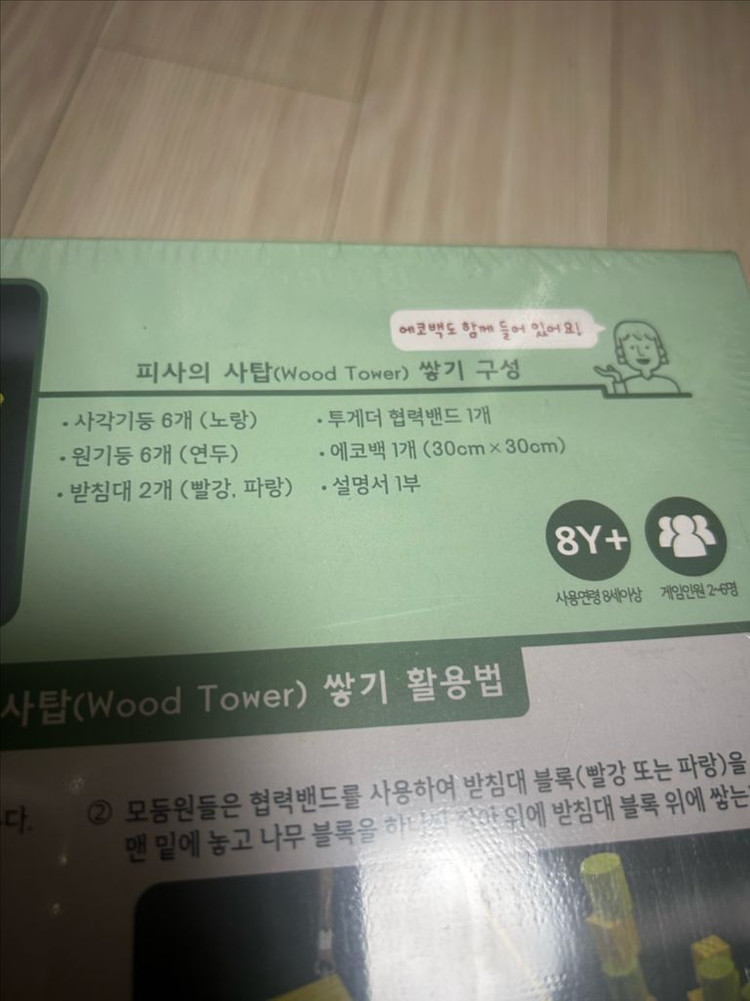 에코백도 함께 들어 있어요!
피사의 사탑(Wood Tower) 쌓기 구성
• 사각기둥 6개 (노랑)
• 원기둥 6개 (연두)
• 받침대 2개 (빨강, 파랑)
• 투게더 협력밴드 1개
• 에코백 1개 (30cm×30cm)
• 설명서 1부
8Y+
사용연령 8세이상
게임인원 2~6명
사탑(Wood Tower) 쌓기 활용법
다.
② 모둠원들은 협력밴드를 사용하여 받침대 블록(빨강 또는 파랑)을
맨 밑에 놓고 나무 블록을 위에 받침대 블록 위에 쌓는